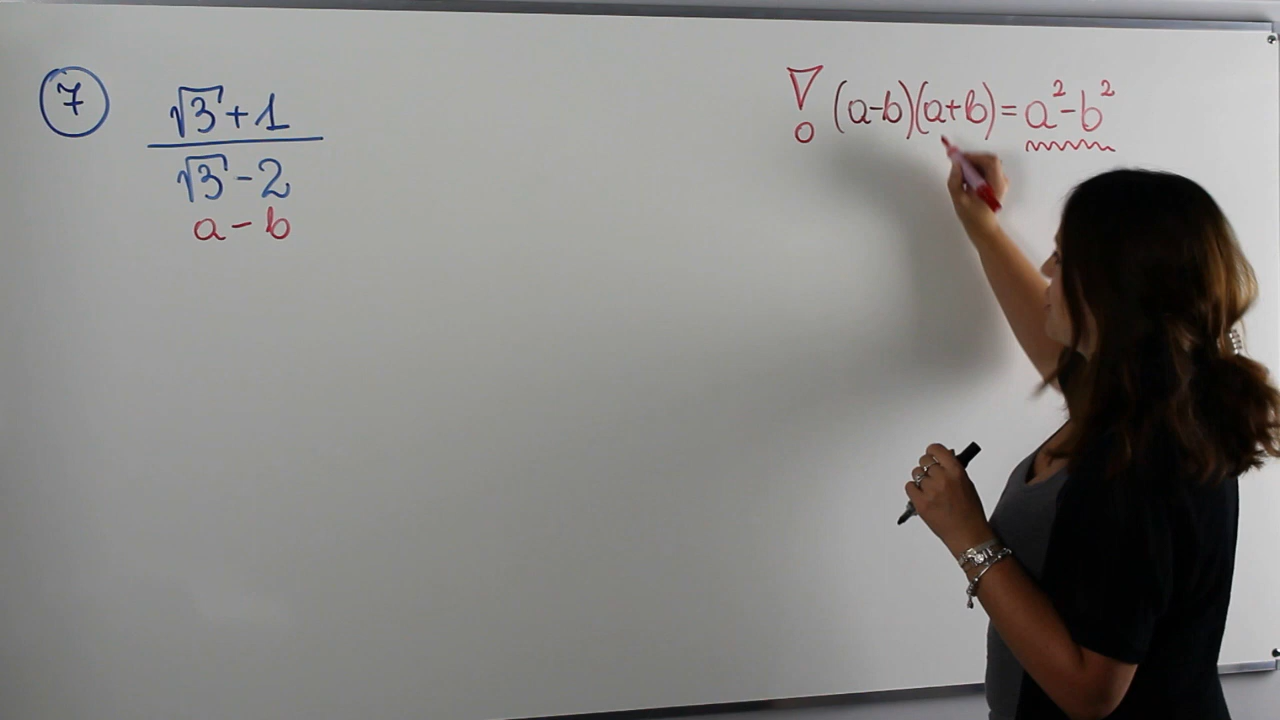 7
√3 + 1
√3 - 2
a - b
! (a-b)(a+b) = a² - b²